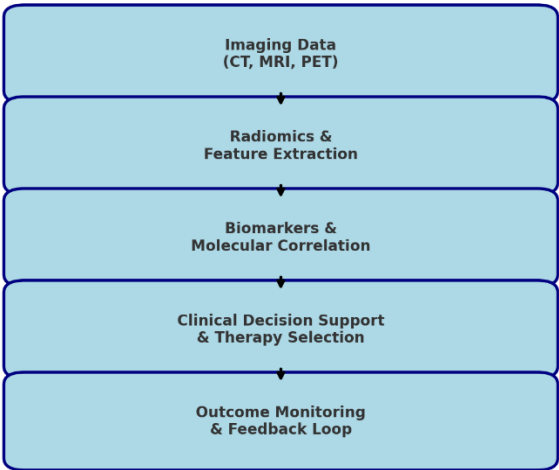 Imaging Data
(CT, MRI, PET)
Radiomics &
Feature Extraction
Biomarkers &
Molecular Correlation
Clinical Decision Support
& Therapy Selection
Outcome Monitoring
& Feedback Loop